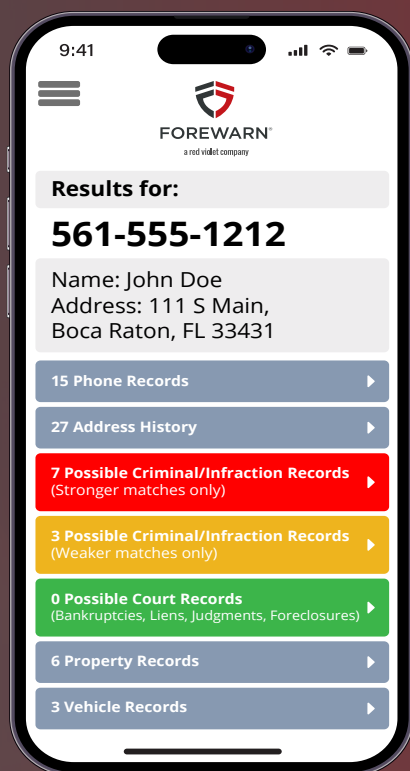 9:41
FOREWARN®
a red violet company
Results for:
561-555-1212
Name: John Doe
Address: 111 S Main,
Boca Raton, FL 33431
15 Phone Records
27 Address History
7 Possible Criminal/Infraction Records
(Stronger matches only)
3 Possible Criminal/Infraction Records
(Weaker matches only)
0 Possible Court Records
(Bankruptcies, Liens, Judgments, Foreclosures)
6 Property Records
3 Vehicle Records